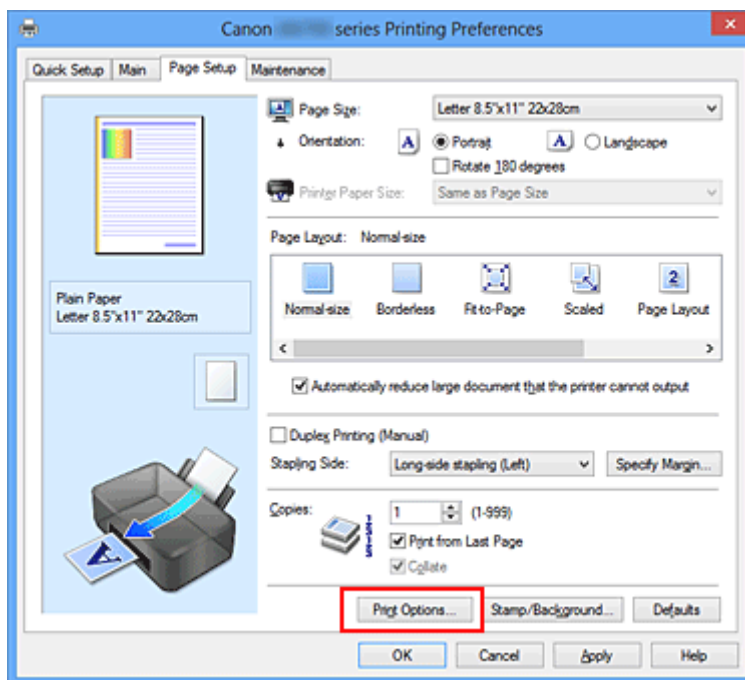 Canon series Printing Preferences
Quick Setup Main Page Setup Maintenance
Page Size: Letter 8.5"x11" 22x28cm
Orientation: A Portrait A Landscape
Rotate 180 degrees
Printer Paper Size: Same as Page Size
Page Layout: Normal-size
Normal-size Borderless Fit-to-Page Scaled 2 Page Layout
Plain Paper
Letter 8.5"x11" 22x28cm
Automatically reduce large document that the printer cannot output
Duplex Printing (Manual)
Stapling Side: Long-side stapling (Left) Specify Margin...
Copies: 1 (1-999)
Print from Last Page
Collate
A
Print Options... Stamp/Background... Defaults
OK Cancel Apply Help